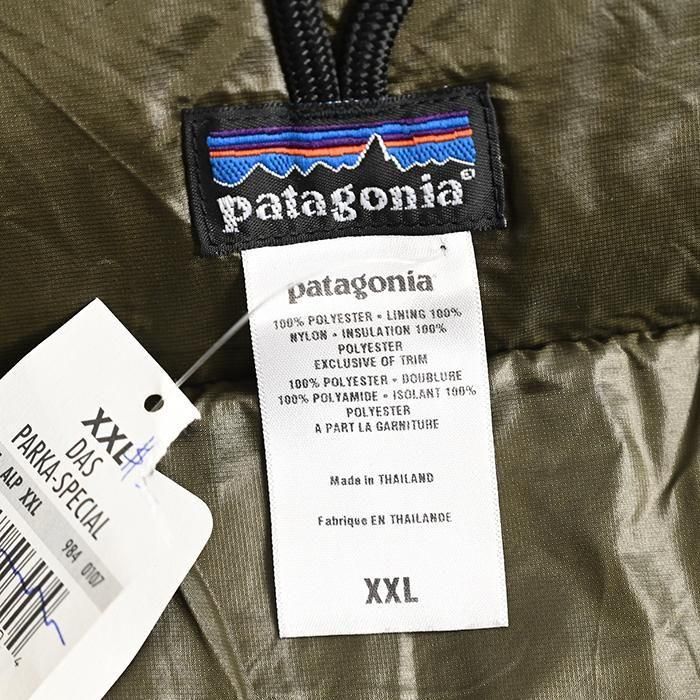 patagonia®
patagonia®
100% POLYESTER • LINING 100%
NYLON • INSULATION 100%
POLYESTER
EXCLUSIVE OF TRIM
100% POLYESTER • DOUBLURE
100% POLYAMIDE • ISOLANT 100%
POLYESTER
A PART LA GARNITURE
Made in THAILAND
Fabrique EN THAILANDE
XXL
XXL
DAS
PARKA-SPECIAL
ALP XXL
984 0107
4